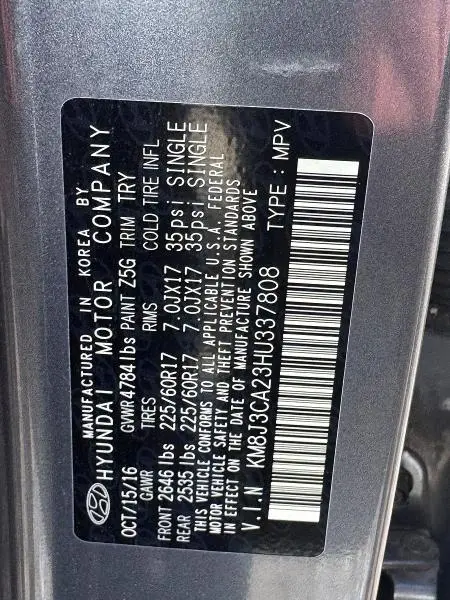 MANUFACTURED IN KOREA BY
HYUNDAI MOTOR COMPANY
OCT/15/16 GVWR 4784 lbs PAINT Z5G TRIM TRY
GAWR TIRES RIMS COLD TIRE INFL
FRONT 2646 lbs 225/60R17 7.0JX17 35psi SINGLE
REAR 2535 lbs 225/60R17 7.0JX17 35psi SINGLE
THIS VEHICLE CONFORMS TO ALL APPLICABLE U.S.A. FEDERAL
MOTOR VEHICLE SAFETY AND THEFT PREVENTION STANDARDS
IN EFFECT ON THE DATE OF MANUFACTURE SHOWN ABOVE
V.I.N KM8J3CA23HU337808 TYPE : MPV